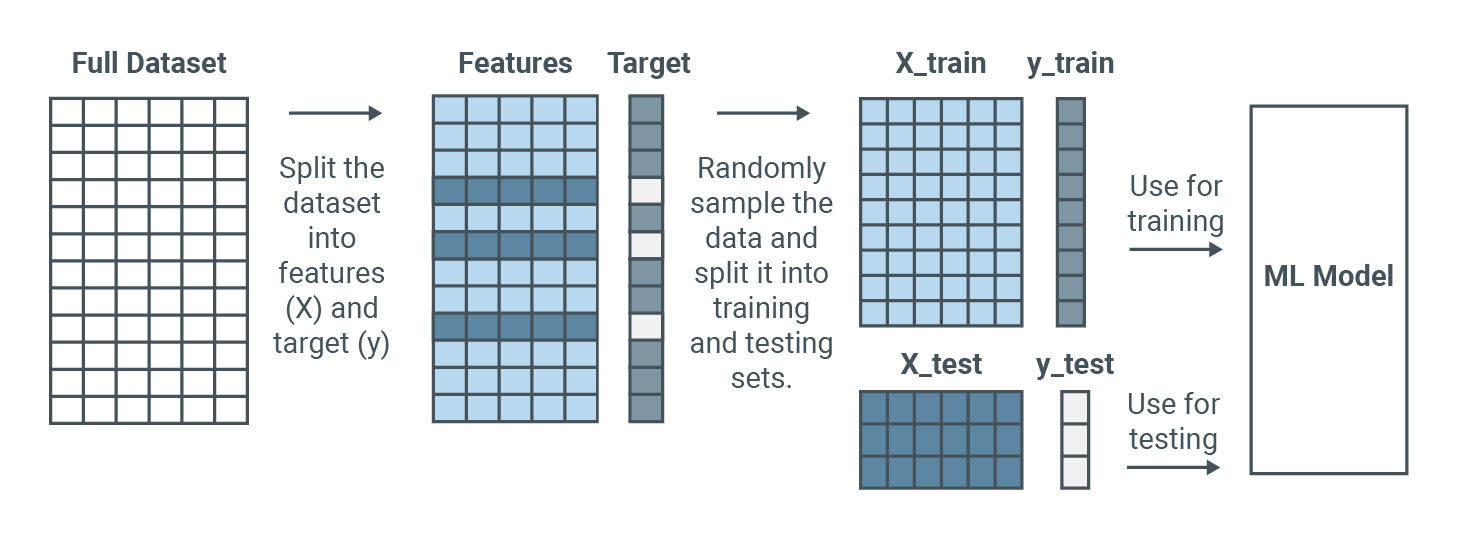 Full Dataset
Split the
dataset
into
features
(X) and
target (y)
Features
Target
Randomly
sample the
data and
split it into
training
and testing
sets.
X_train
y_train
X_test
y_test
Use for
training
Use for
testing
ML Model